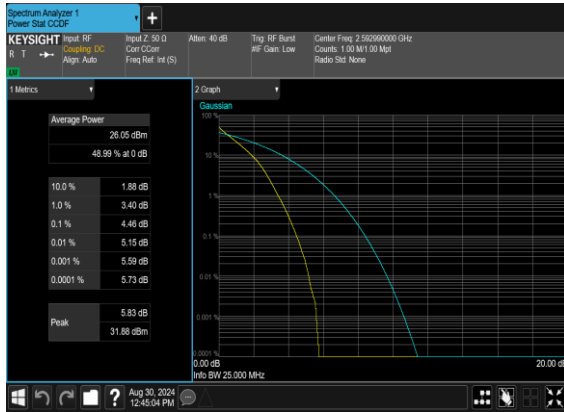 Spectrum Analyzer 1
Power Stat CCDF
KEYSIGHT
R T
LU
Input: RF
Coupling: DC
Align: Auto
Input Z: 50 Ω
Corr CCorr
Freq Ref: Int (S)
Atten: 40 dB
Trig: RF Burst
#IF Gain: Low
Center Freq: 2.592990000 GHz
Counts: 1.00 M/1.00 Mpt
Radio Std: None
1 Metrics
Average Power
26.05 dBm
48.99 % at 0 dB
10.0 % 1.88 dB
1.0 % 3.40 dB
0.1 % 4.46 dB
0.01 % 5.15 dB
0.001 % 5.59 dB
0.0001 % 5.73 dB
Peak
5.83 dB
31.88 dBm
2 Graph
Gaussian
100 %
10 %
1 %
0.1 %
0.01 %
0.001 %
0.0001 %
0.00 dB
20.00 dB
Info BW 25.000 MHz
Aug 30, 2024
12:45:04 PM